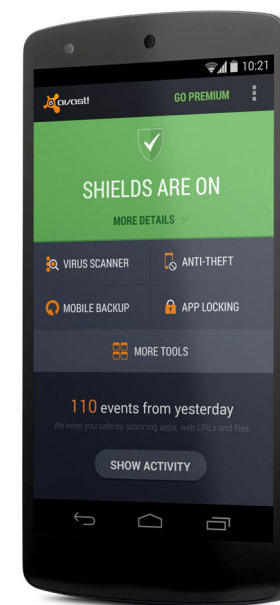 10:21
avast!
GO PREMIUM
SHIELDS ARE ON
MORE DETAILS
VIRUS SCANNER
ANTI-THEFT
MOBILE BACKUP
APP LOCKING
MORE TOOLS
110 events from yesterday
We keep you safe by scanning apps, web URLs and files.
SHOW ACTIVITY